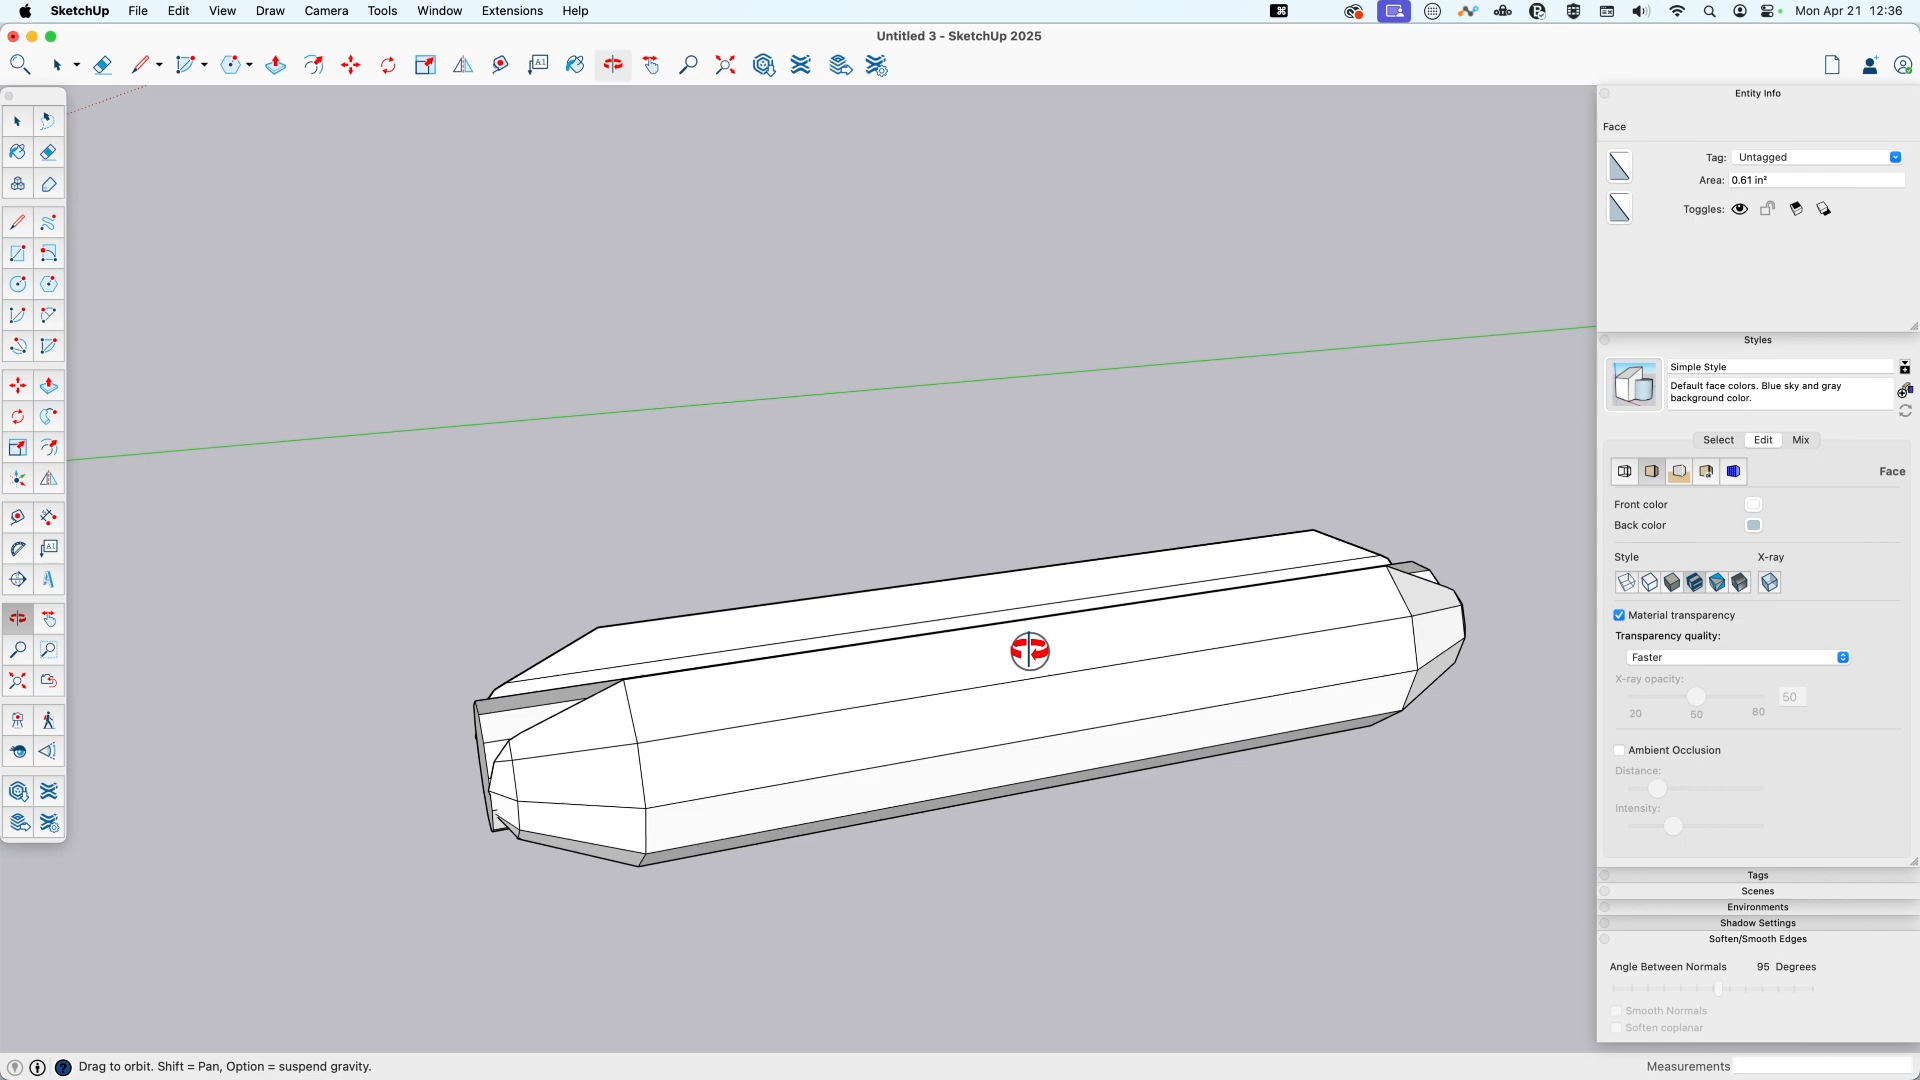 SketchUp File Edit View Draw Camera Tools Window Extensions Help Mon Apr 21 12:36
Untitled 3 - SketchUp 2025
Entity Info
Face
Tag: Untagged
Area: 0.61 in²
Toggles:
Styles
Simple Style
Default face colors. Blue sky and gray
background color.
Select Edit Mix
Face
Front color
Back color
Style X-ray
Material transparency
Transparency quality:
Faster
X-ray opacity:
50
20 50 80
Ambient Occlusion
Distance:
Intensity:
Tags
Scenes
Environments
Shadow Settings
Soften/Smooth Edges
Angle Between Normals 95 Degrees
Smooth Normals
Soften coplanar
Drag to orbit. Shift = Pan, Option = suspend gravity.
Measurements